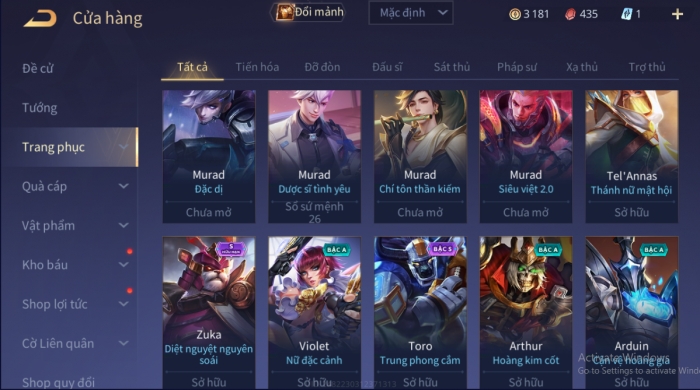 Cửa hàng
Đổi mảnh
Mặc định
3 181
435
1
Đề cử
Tướng
Trang phục
Quà cáp
Vật phẩm
Kho báu
Shop lợi tức
Cờ Liên quân
Shop quy đổi
Tất cả
Tiến hóa
Đỡ đòn
Đấu sĩ
Sát thủ
Pháp sư
Xạ thủ
Trợ thủ
Murad
Đặc dị
Chưa mở
Murad
Dược sĩ tình yêu
Số sứ mệnh
26
Murad
Chí tôn thần kiếm
Chưa mở
Murad
Siêu việt 2.0
Chưa mở
Tel'Annas
Thánh nữ mật hội
Sở hữu
S
Zuka
Diệt nguyệt nguyên
soái
Sở hữu
BẬC A
Violet
Nữ đặc cảnh
Sở hữu
BẬC S
Toro
Trung phong cắm
Sở hữu
BẬC A
Arthur
Hoàng kim cốt
Sở hữu
BẬC A
Arduin
Cận vệ hoàng gia
Sở hữu
Activate Windows
Go to Settings to activate Wind